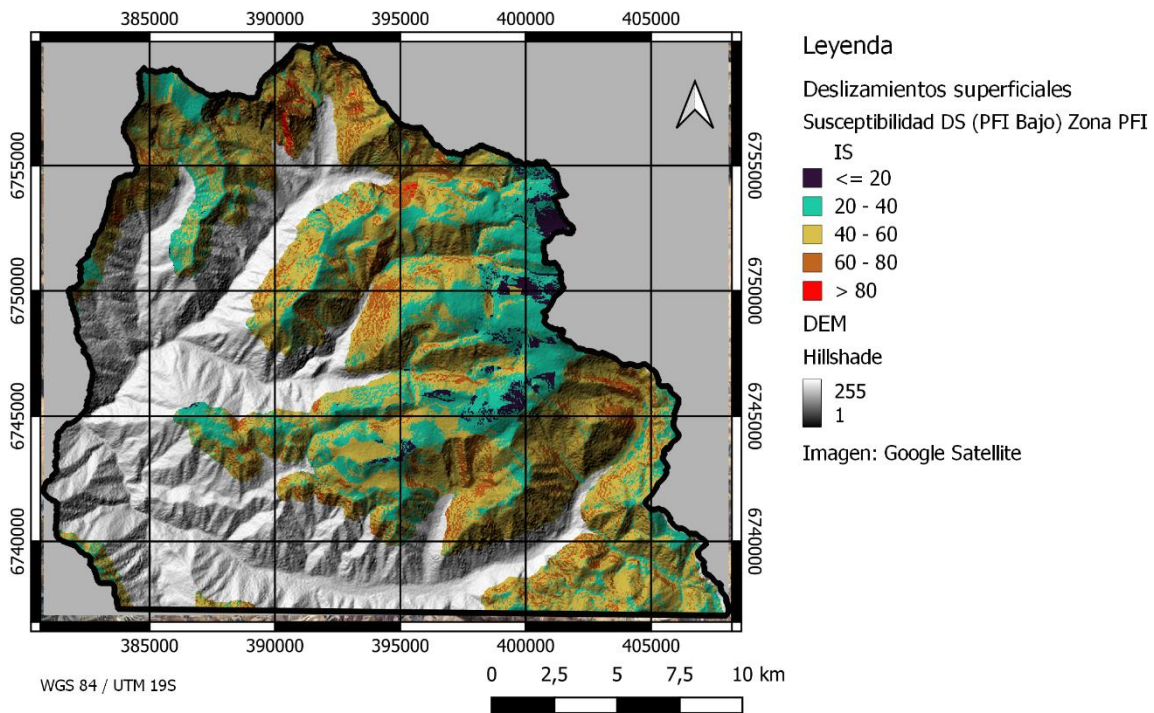 385000 390000 395000 400000 405000
6755000
6750000
6745000
6740000
6755000
6750000
6745000
6740000
385000 390000 395000 400000 405000
WGS 84 / UTM 19S
0 2,5 5 7,5 10 km
Leyenda
Deslizamientos superficiales
Susceptibilidad DS (PFI Bajo) Zona PFI
IS
<= 20
20 - 40
40 - 60
60 - 80
> 80
DEM
Hillshade
255
1
Imagen: Google Satellite